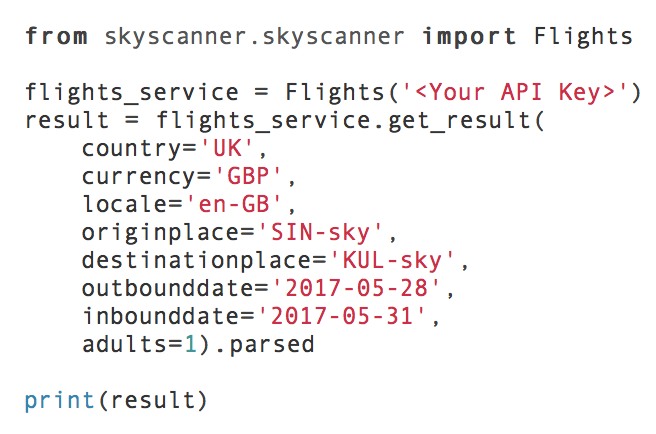 from skyscanner.skyscanner import Flights

flights_service = Flights('<Your API Key>')
result = flights_service.get_result(
    country='UK',
    currency='GBP',
    locale='en-GB',
    originplace='SIN-sky',
    destinationplace='KUL-sky',
    outbounddate='2017-05-28',
    inbounddate='2017-05-31',
    adults=1).parsed

print(result)